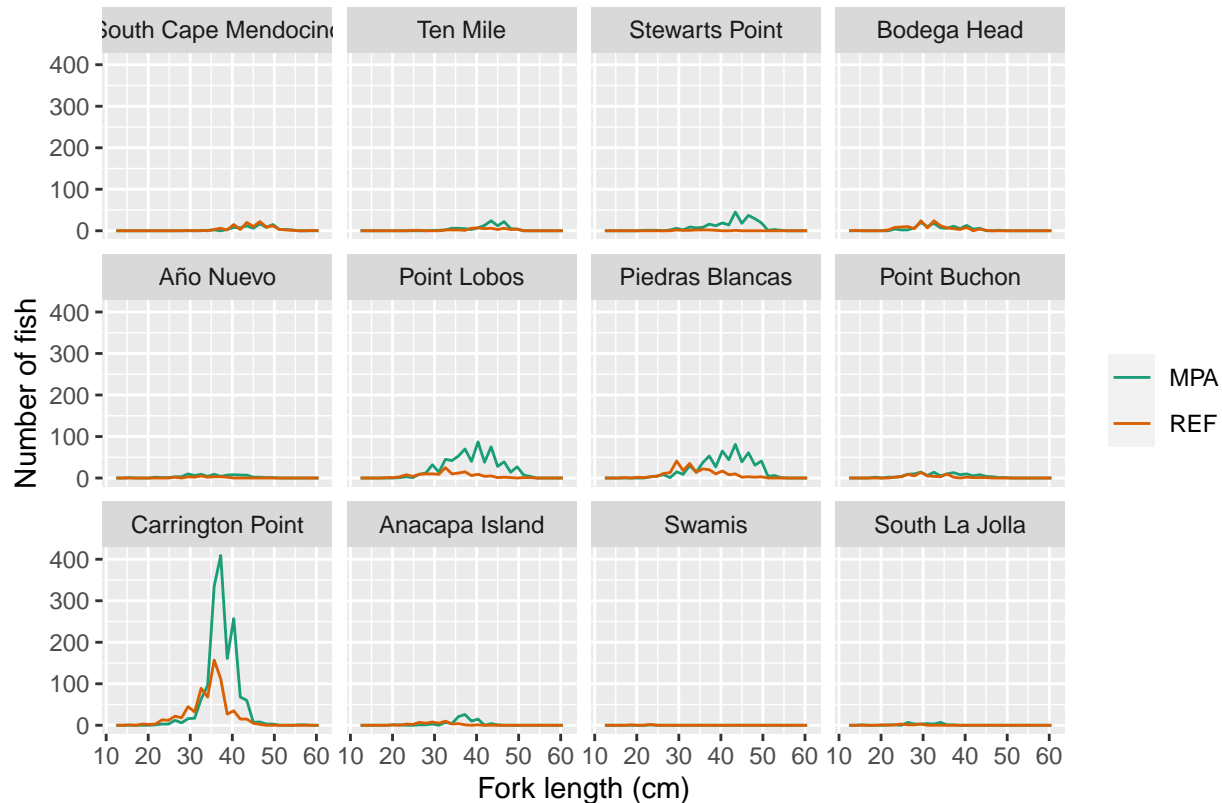 South Cape Mendocino Ten Mile Stewarts Point Bodega Head
400
300
200
100
0
Año Nuevo Point Lobos Piedras Blancas Point Buchon
400
300
200
100
0
Carrington Point Anacapa Island Swamis South La Jolla
400
300
200
100
0
10 20 30 40 50 60 10 20 30 40 50 60 10 20 30 40 50 60 10 20 30 40 50 60
Fork length (cm)
Number of fish
MPA
REF